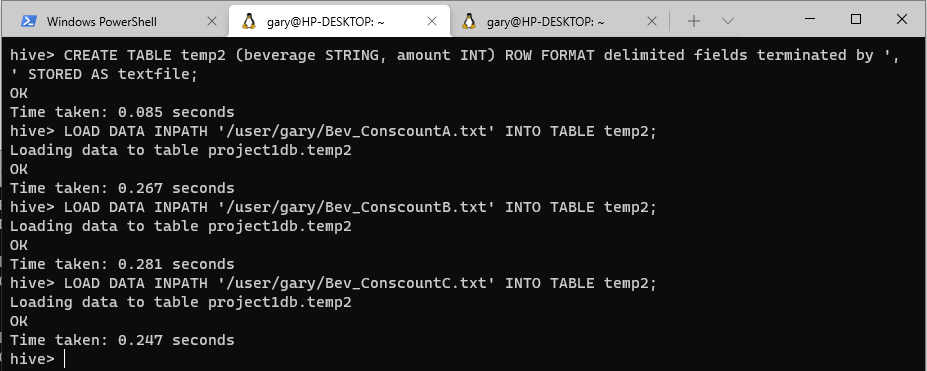 Windows PowerShell
gary@HP-DESKTOP: ~
gary@HP-DESKTOP: ~
hive> CREATE TABLE temp2 (beverage STRING, amount INT) ROW FORMAT delimited fields terminated by ',
' STORED AS textfile;
OK
Time taken: 0.085 seconds
hive> LOAD DATA INPATH '/user/gary/Bev_ConscountA.txt' INTO TABLE temp2;
Loading data to table project1db.temp2
OK
Time taken: 0.267 seconds
hive> LOAD DATA INPATH '/user/gary/Bev_ConscountB.txt' INTO TABLE temp2;
Loading data to table project1db.temp2
OK
Time taken: 0.281 seconds
hive> LOAD DATA INPATH '/user/gary/Bev_ConscountC.txt' INTO TABLE temp2;
Loading data to table project1db.temp2
OK
Time taken: 0.247 seconds
hive>